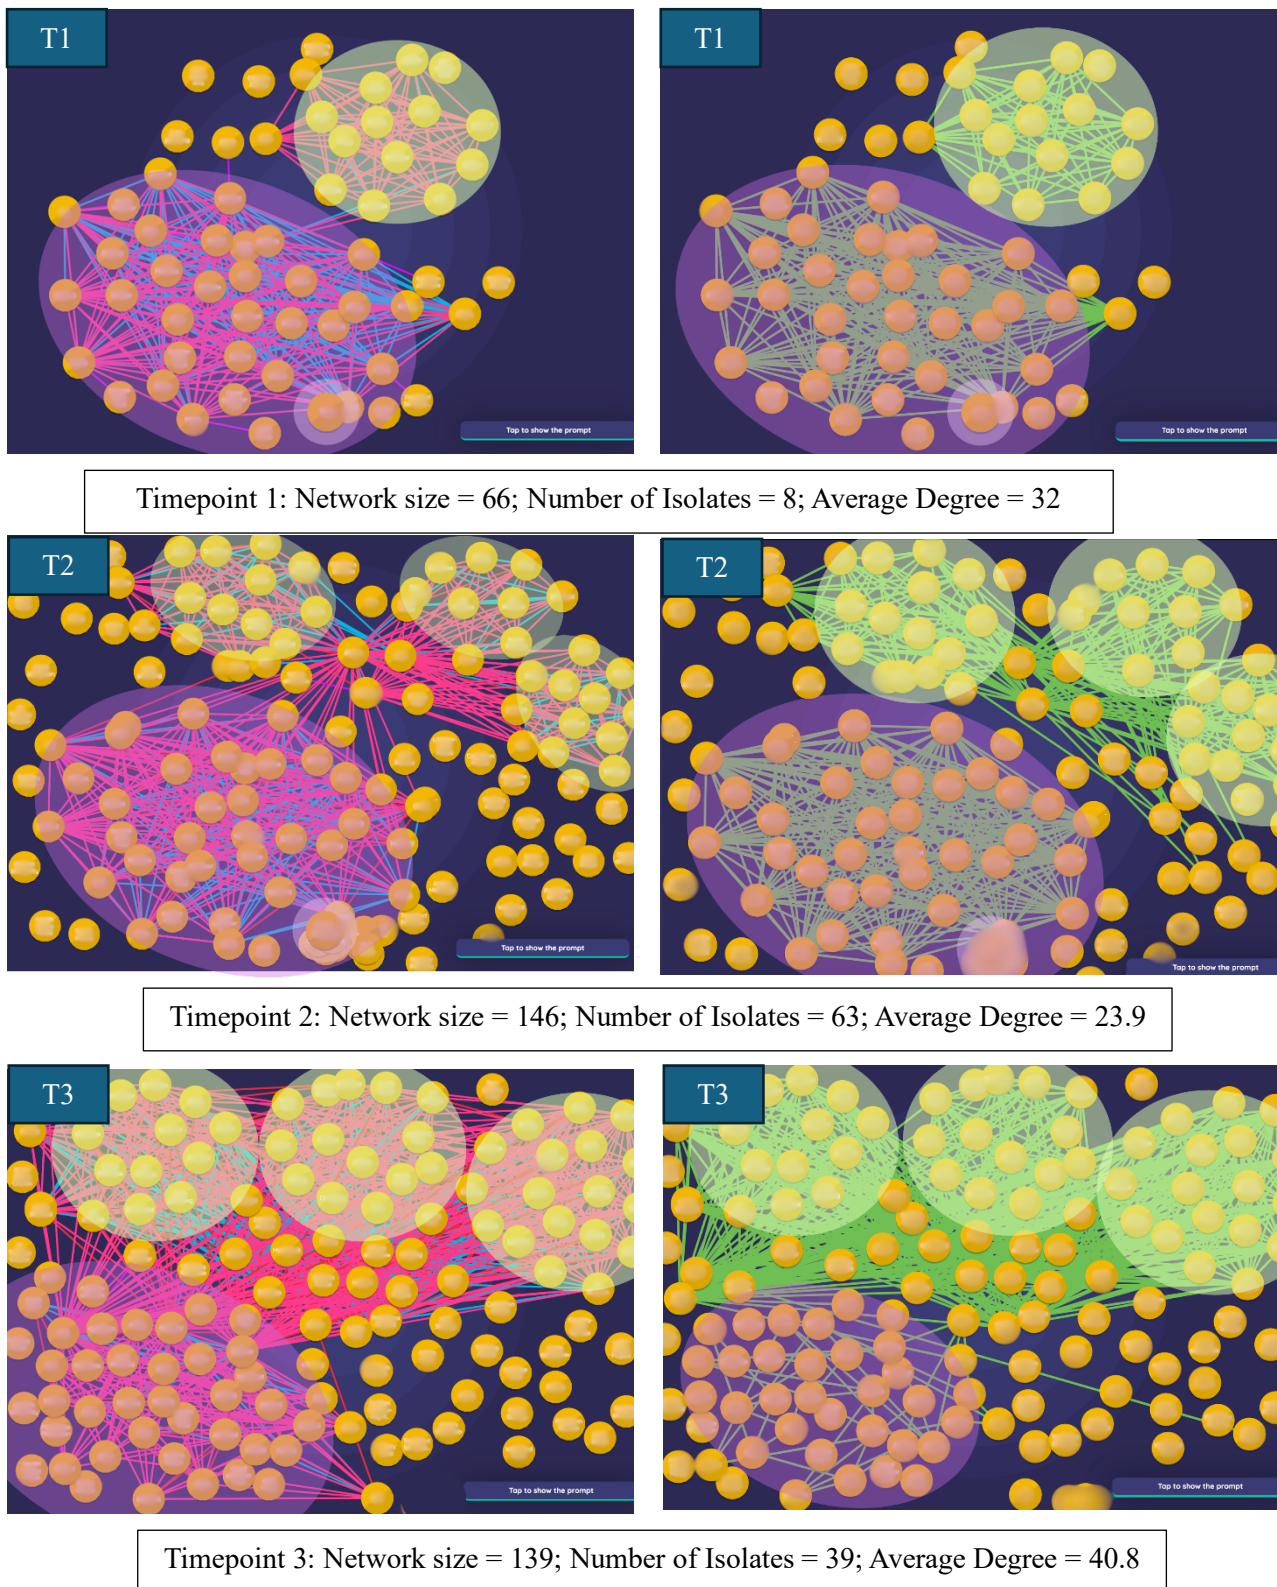 T1
T1
Tap to show the prompt
Tap to show the prompt
Timepoint 1: Network size = 66; Number of Isolates = 8; Average Degree = 32
T2
T2
Tap to show the prompt
Tap to show the prompt
Timepoint 2: Network size = 146; Number of Isolates = 63; Average Degree = 23.9
T3
T3
Tap to show the prompt
Tap to show the prompt
Timepoint 3: Network size = 139; Number of Isolates = 39; Average Degree = 40.8